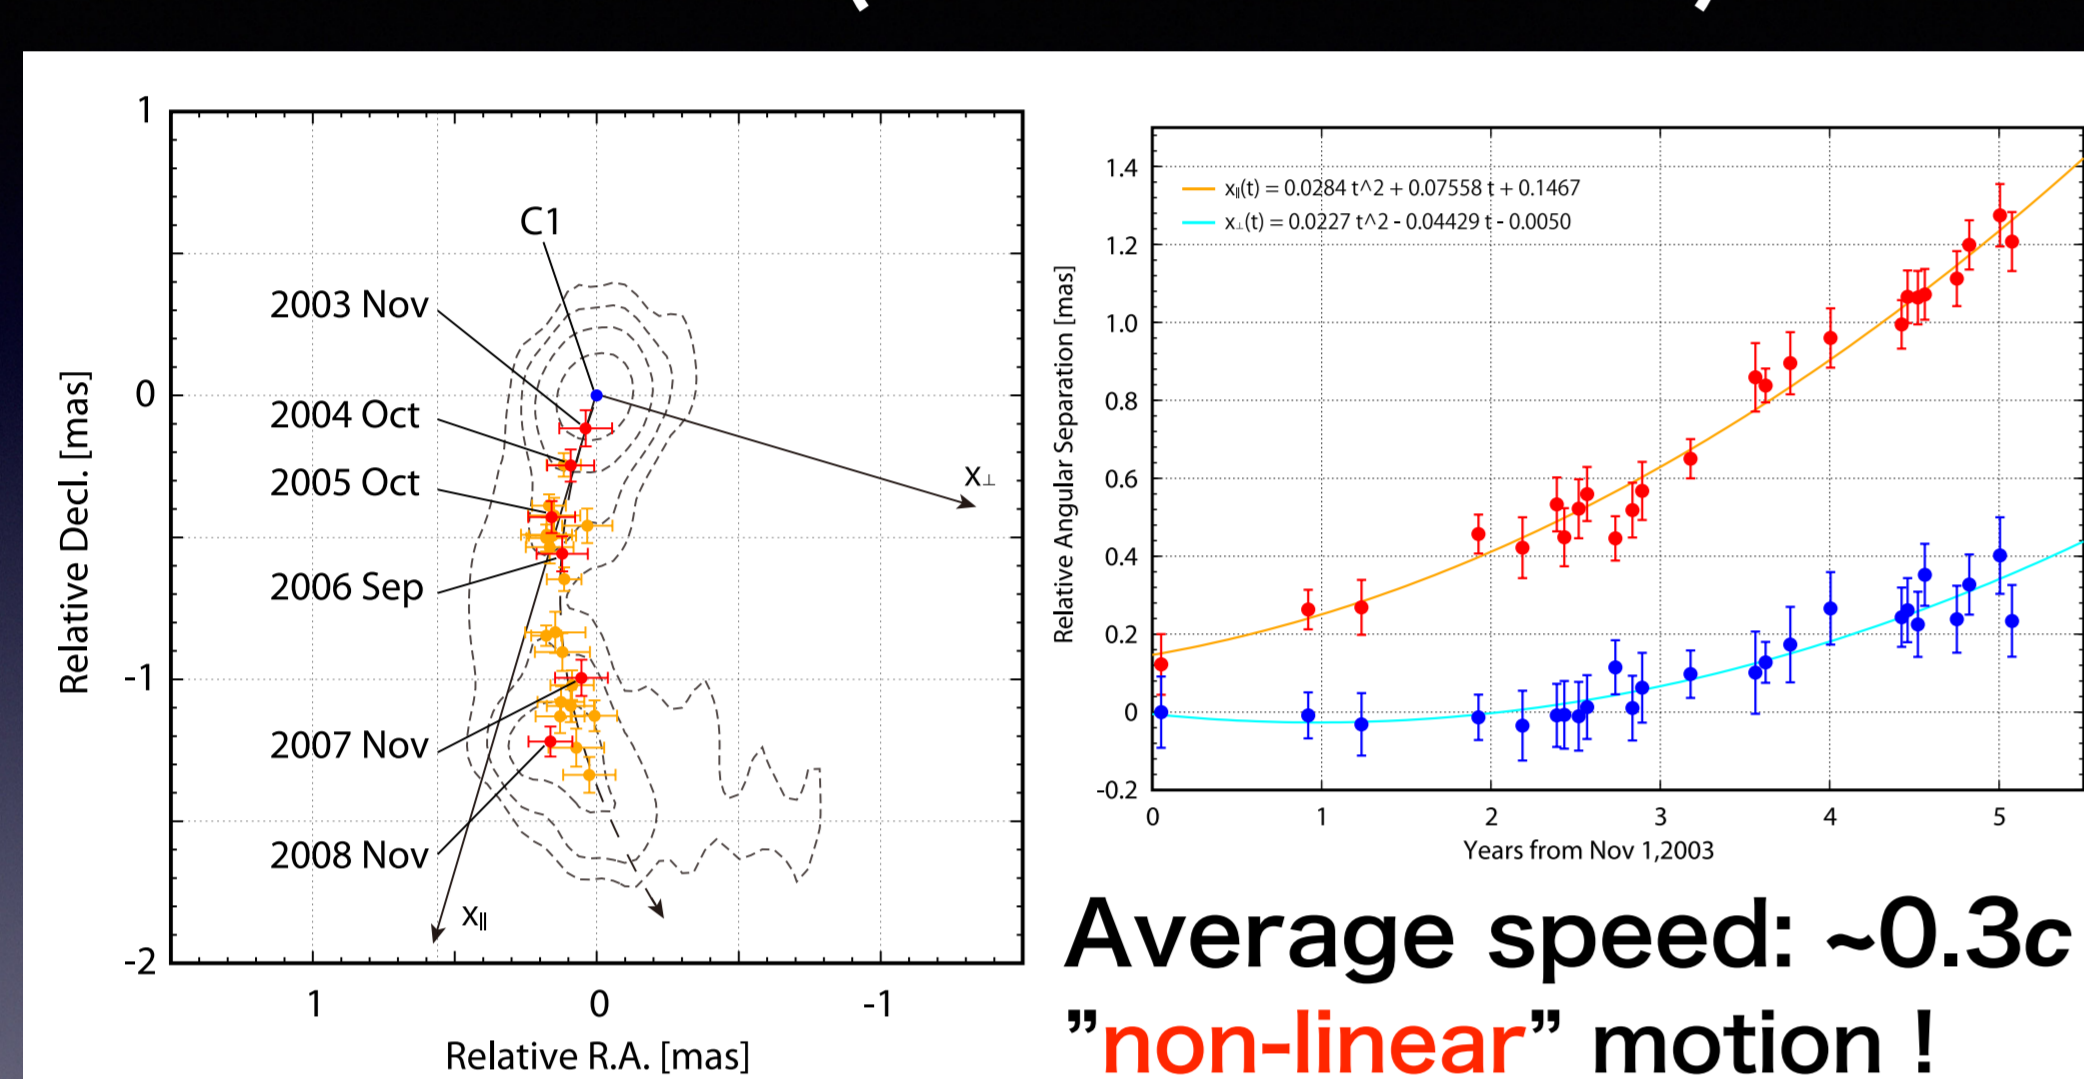 1
0
-1
-2
Relative Decl. [mas]
C1
2003 Nov
2004 Oct
2005 Oct
2006 Sep
2007 Nov
2008 Nov
x⊥
x∥
1
0
-1
Relative R.A. [mas]
1.4
1.2
1.0
0.8
0.6
0.4
0.2
0
-0.2
Relative Angular Separation [mas]
x∥(t) = 0.0284 t^2 + 0.07558 t + 0.1467
x⊥(t) = 0.0227 t^2 - 0.04429 t - 0.0050
0
1
2
3
4
5
Years from Nov 1,2003
Average speed: ~0.3c
”non-linear” motion !